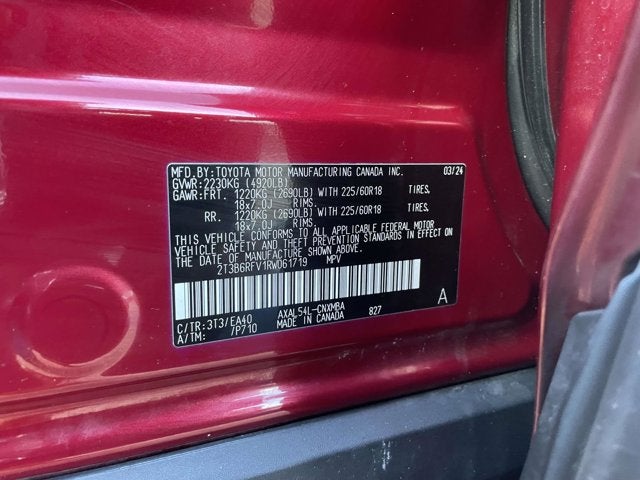 MFD.BY:TOYOTA MOTOR MANUFACTURING CANADA INC. 03/24
GVWR:2230KG (4920LB)
GAWR:FRT. 1220KG (2690LB) WITH 225/60R18 TIRES,
18x7.0J RIMS.
RR. 1220KG (2690LB) WITH 225/60R18 TIRES,
18x7.0J RIMS.
THIS VEHICLE CONFORMS TO ALL APPLICABLE FEDERAL MOTOR
VEHICLE SAFETY AND THEFT PREVENTION STANDARDS IN EFFECT ON
THE DATE OF MANUFACTURE SHOWN ABOVE.
2T3B6RFV1RW061719 MPV
C/TR:3T3/EA40 AXAL54L-CNXMBA 827 A
A/TM: /P710 MADE IN CANADA